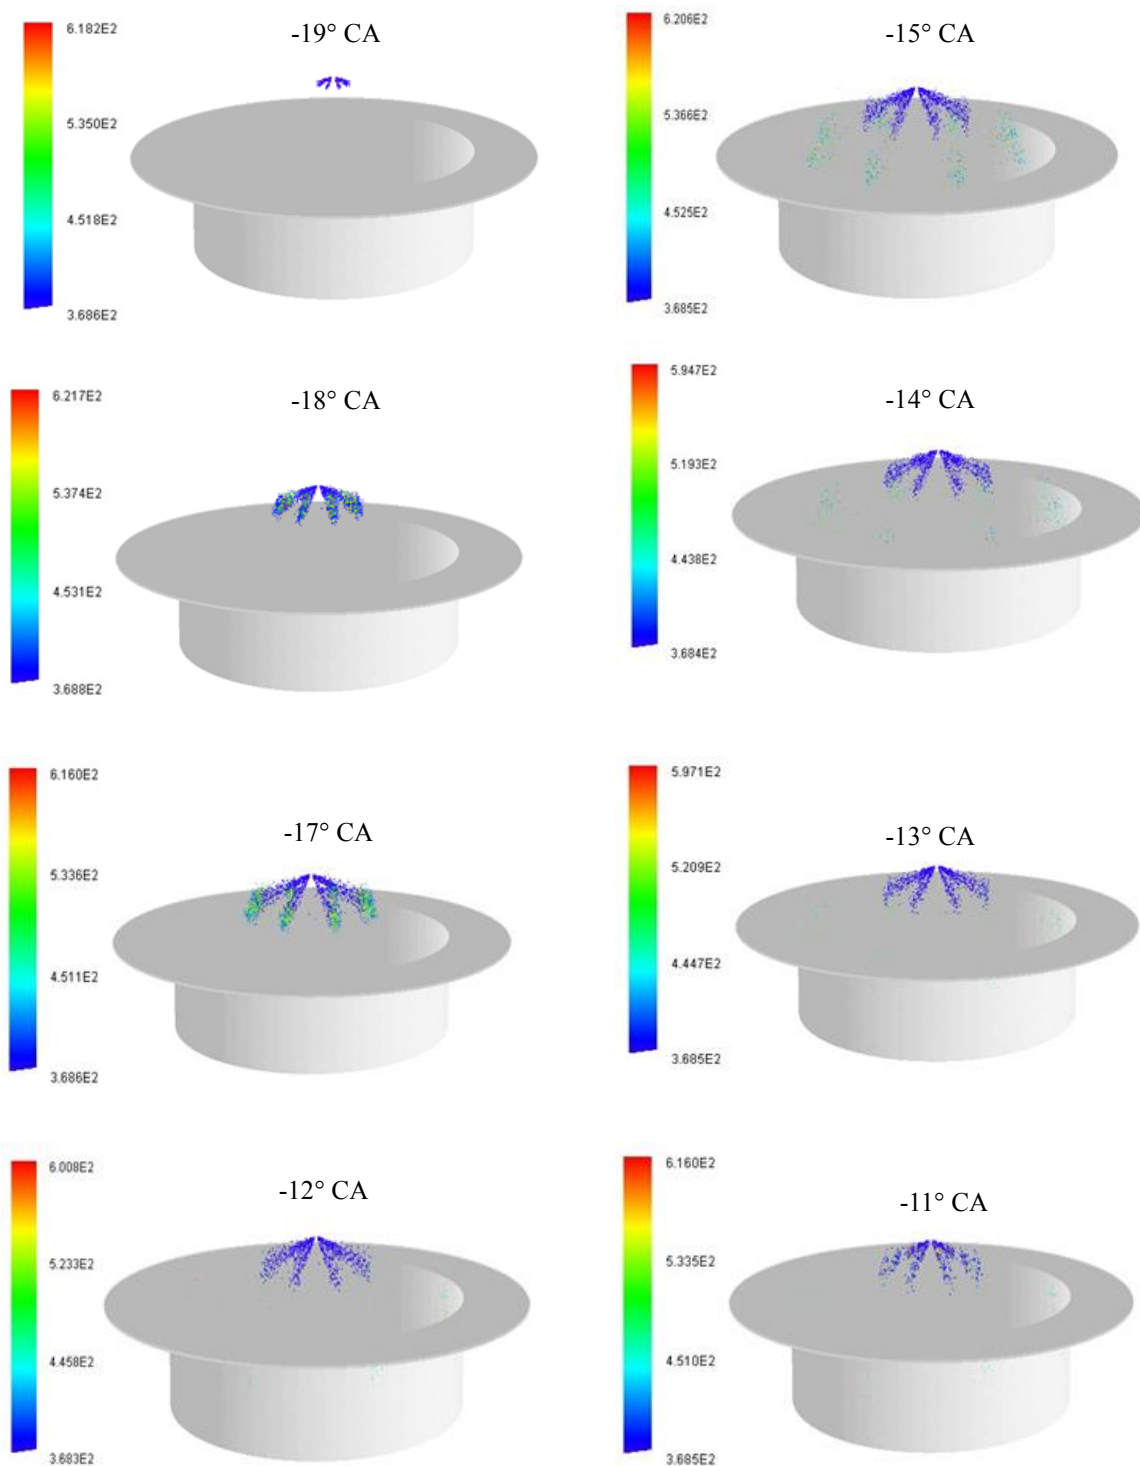 6.182E2
-19° CA
5.350E2
4.518E2
3.686E2
6.206E2
-15° CA
5.366E2
4.525E2
3.685E2
6.217E2
-18° CA
5.374E2
4.531E2
3.688E2
5.947E2
-14° CA
5.193E2
4.438E2
3.684E2
6.160E2
-17° CA
5.336E2
4.511E2
3.686E2
5.971E2
-13° CA
5.209E2
4.447E2
3.685E2
6.008E2
-12° CA
5.233E2
4.458E2
3.683E2
6.160E2
-11° CA
5.335E2
4.510E2
3.685E2